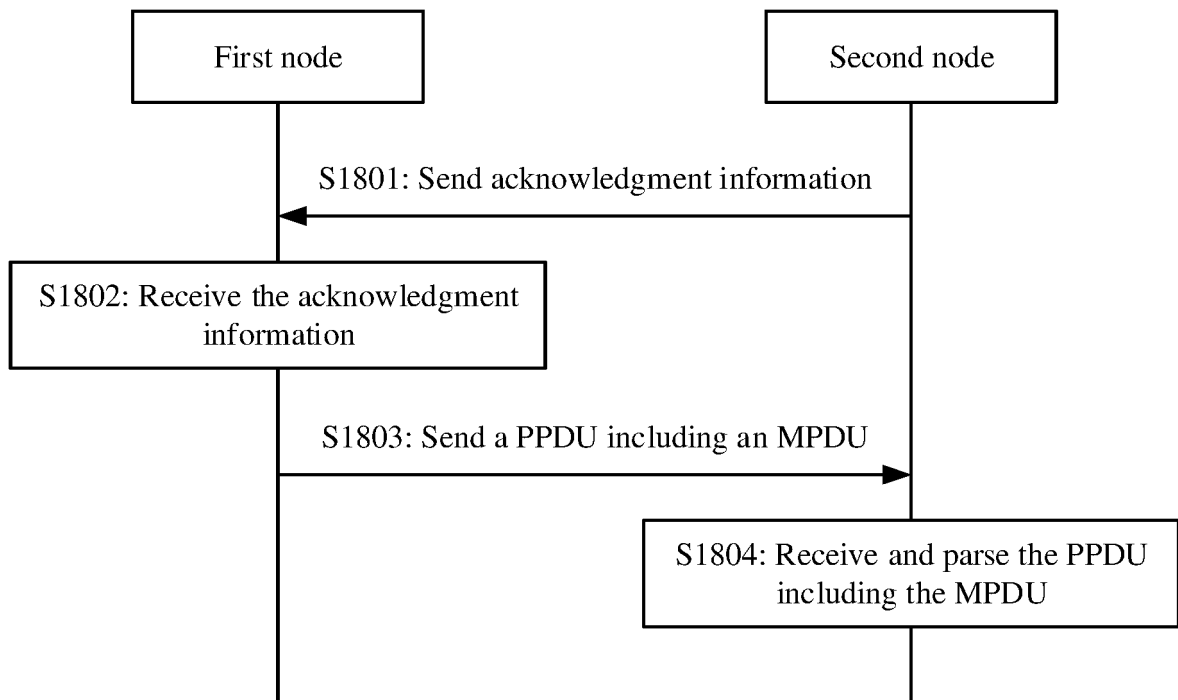 First node
Second node
S1801: Send acknowledgment information
S1802: Receive the acknowledgment
information
S1803: Send a PPDU including an MPDU
S1804: Receive and parse the PPDU
including the MPDU